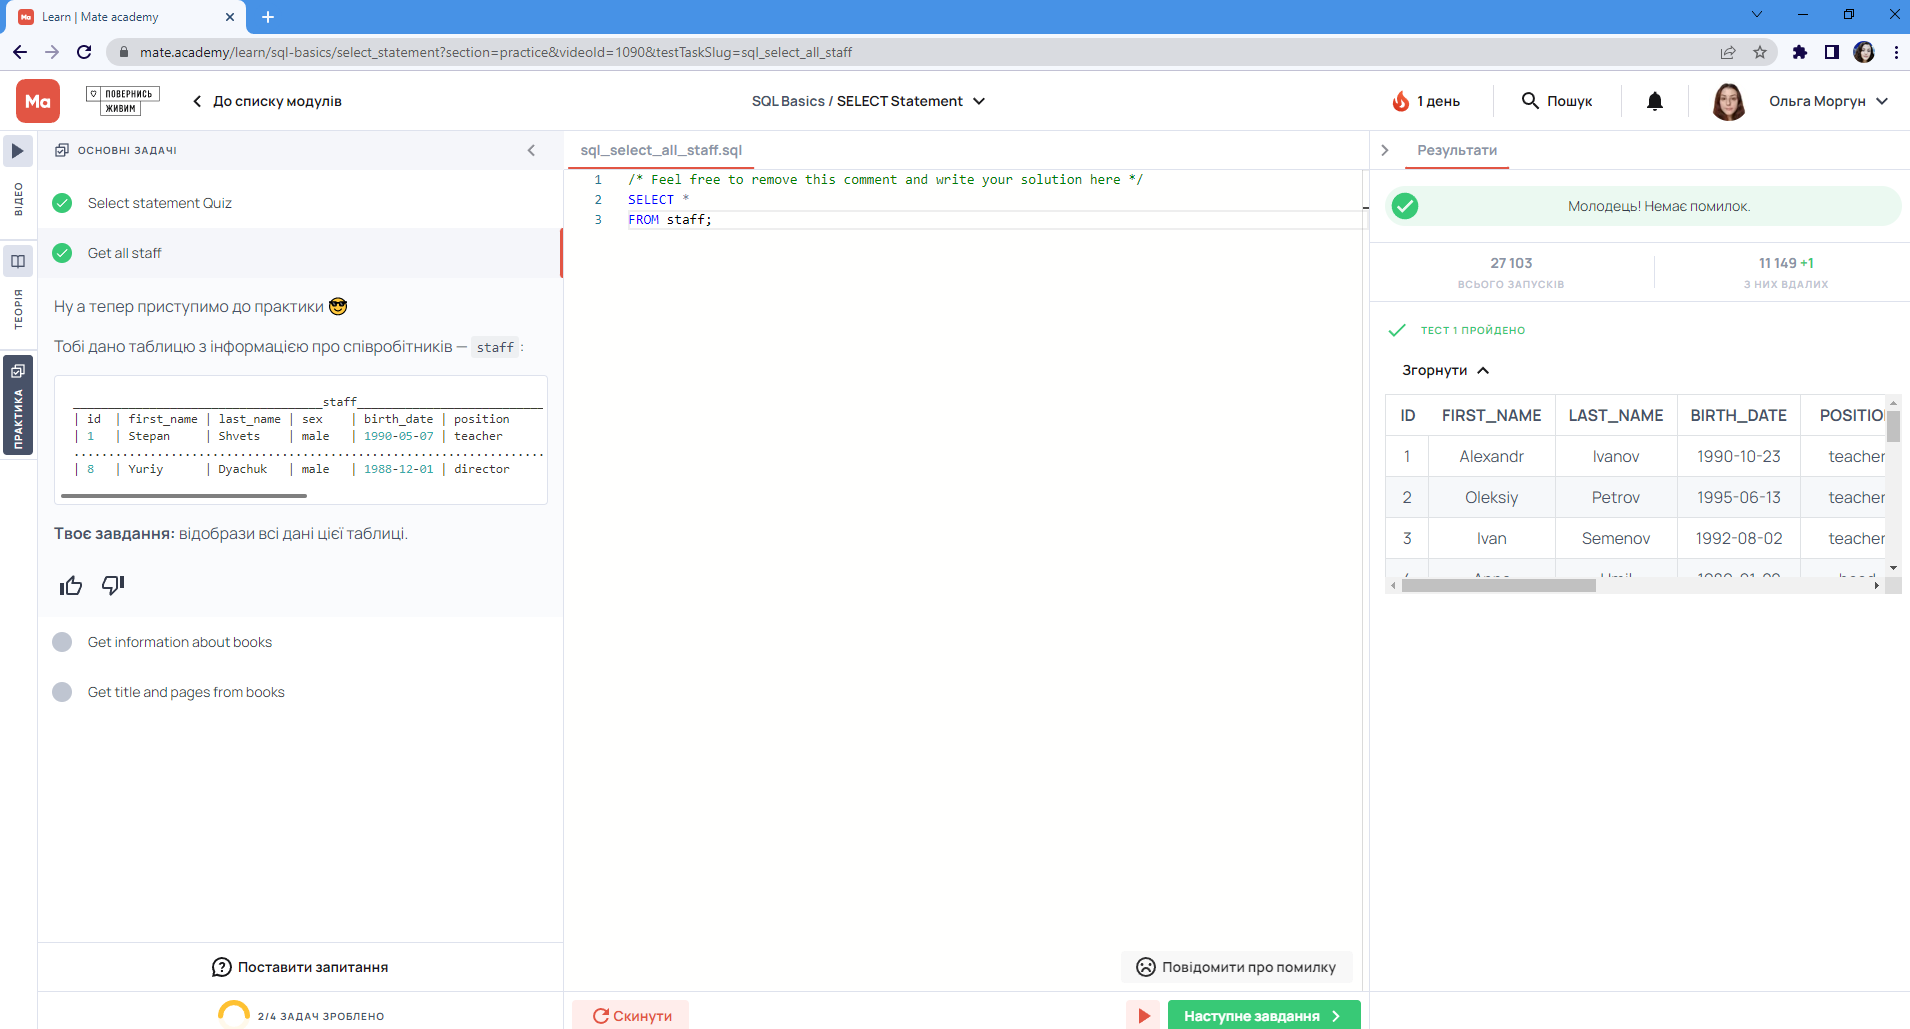 Learn | Mate academy
mate.academy/learn/sql-basics/select_statement?section=practice&videoId=1090&testTaskSlug=sql_select_all_staff
Ma
ПОВЕРНИСЬ
ЖИВИМ
До списку модулів
SQL Basics / SELECT Statement
1 день
Пошук
Ольга Моргун
ВІДЕО
ТЕОРІЯ
ПРАКТИКА
ОСНОВНІ ЗАДАЧІ
Select statement Quiz
Get all staff
Ну а тепер приступимо до практики 😎
Тобі дано таблицю з інформацією про співробітників — staff :
___________________________________staff__________________________
| id | first_name | last_name | sex | birth_date | position
| 1 | Stepan | Shvets | male | 1990-05-07 | teacher
....................................................................
| 8 | Yuriy | Dyachuk | male | 1988-12-01 | director
Твоє завдання: відобрази всі дані цієї таблиці.
Get information about books
Get title and pages from books
Поставити запитання
2/4 ЗАДАЧ ЗРОБЛЕНО
sql_select_all_staff.sql
1 /* Feel free to remove this comment and write your solution here */
2 SELECT *
3 FROM staff;
Повідомити про помилку
Скинути
Наступне завдання
Результати
Молодець! Немає помилок.
27 103
ВСЬОГО ЗАПУСКІВ
11 149 +1
З НИХ ВДАЛИХ
ТЕСТ 1 ПРОЙДЕНО
Згорнути
ID FIRST_NAME LAST_NAME BIRTH_DATE POSITIO
1 Alexandr Ivanov 1990-10-23 teacher
2 Oleksiy Petrov 1995-06-13 teacher
3 Ivan Semenov 1992-08-02 teacher